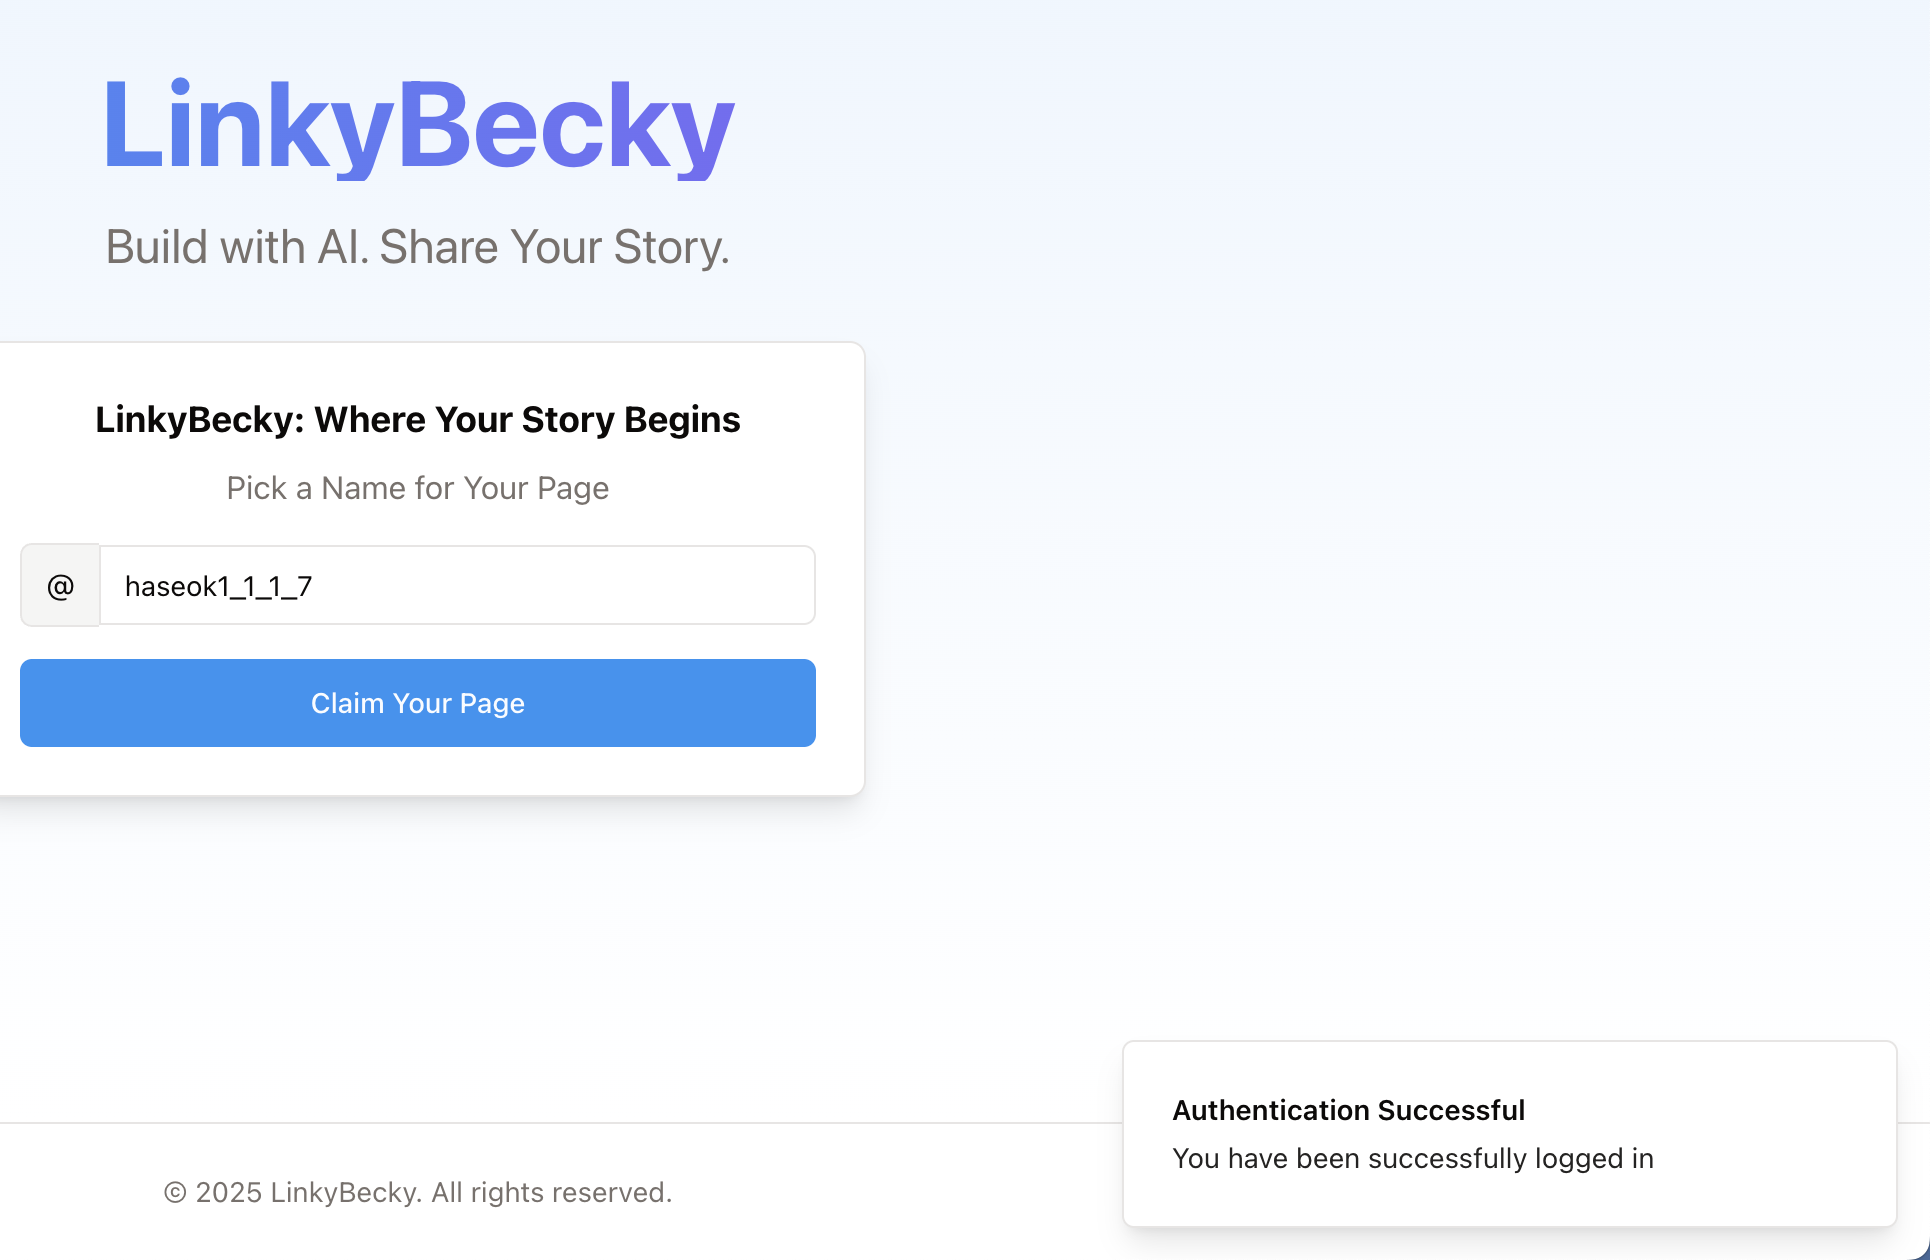 LinkyBecky
Build with AI. Share Your Story.
LinkyBecky: Where Your Story Begins
Pick a Name for Your Page
@ haseok1_1_1_7
Claim Your Page
Authentication Successful
You have been successfully logged in
© 2025 LinkyBecky. All rights reserved.